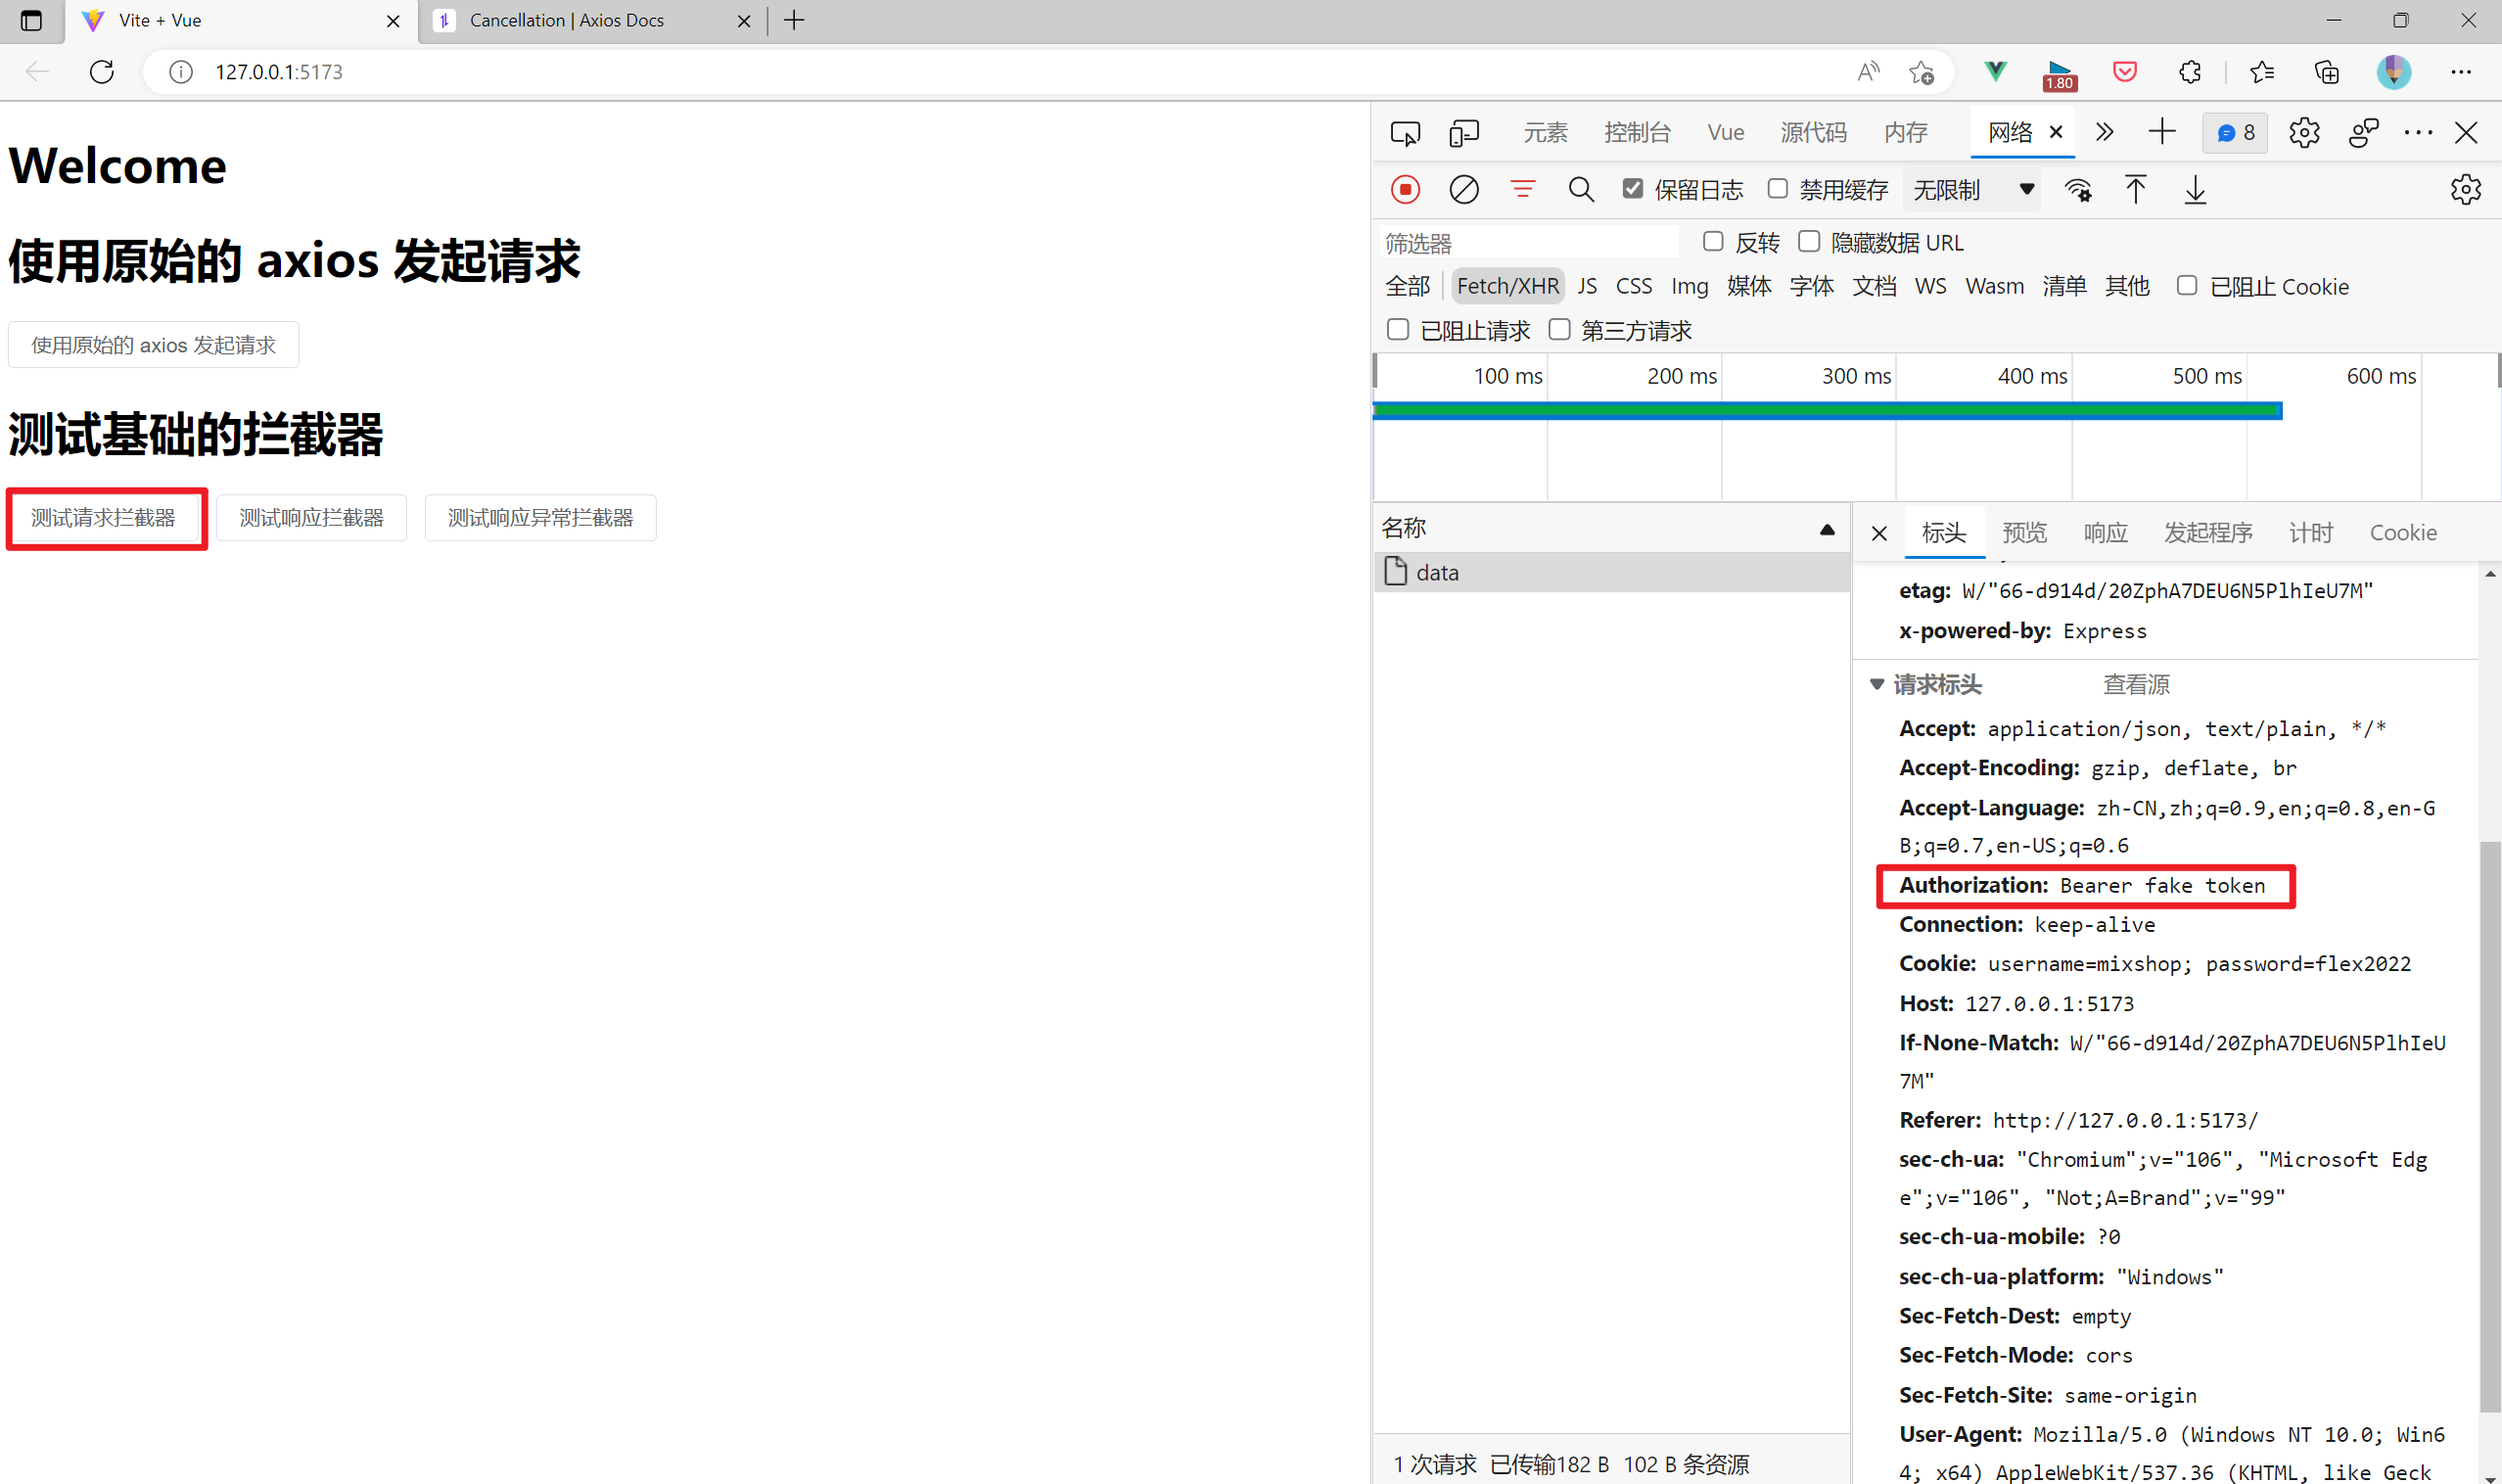 Vite + Vue
Cancellation | Axios Docs
127.0.0.1:5173
1.80
Welcome
使用原始的 axios 发起请求
使用原始的 axios 发起请求
测试基础的拦截器
测试请求拦截器 测试响应拦截器 测试响应异常拦截器
元素 控制台 Vue 源代码 内存 网络 8
保留日志 禁用缓存 无限制
筛选器 反转 隐藏数据 URL
全部 Fetch/XHR JS CSS Img 媒体 字体 文档 WS Wasm 清单 其他 已阻止 Cookie
已阻止请求 第三方请求
100 ms 200 ms 300 ms 400 ms 500 ms 600 ms
名称
data
1 次请求 已传输182 B 102 B 条资源
标头 预览 响应 发起程序 计时 Cookie
etag: W/"66-d914d/20ZphA7DEU6N5PlhIeU7M"
x-powered-by: Express
请求标头 查看源
Accept: application/json, text/plain, */*
Accept-Encoding: gzip, deflate, br
Accept-Language: zh-CN,zh;q=0.9,en;q=0.8,en-G
B;q=0.7,en-US;q=0.6
Authorization: Bearer fake token
Connection: keep-alive
Cookie: username=mixshop; password=flex2022
Host: 127.0.0.1:5173
If-None-Match: W/"66-d914d/20ZphA7DEU6N5PlhIeU
7M"
Referer: http://127.0.0.1:5173/
sec-ch-ua: "Chromium";v="106", "Microsoft Edg
e";v="106", "Not;A=Brand";v="99"
sec-ch-ua-mobile: ?0
sec-ch-ua-platform: "Windows"
Sec-Fetch-Dest: empty
Sec-Fetch-Mode: cors
Sec-Fetch-Site: same-origin
User-Agent: Mozilla/5.0 (Windows NT 10.0; Win6
4; x64) AppleWebKit/537.36 (KHTML, like Geck